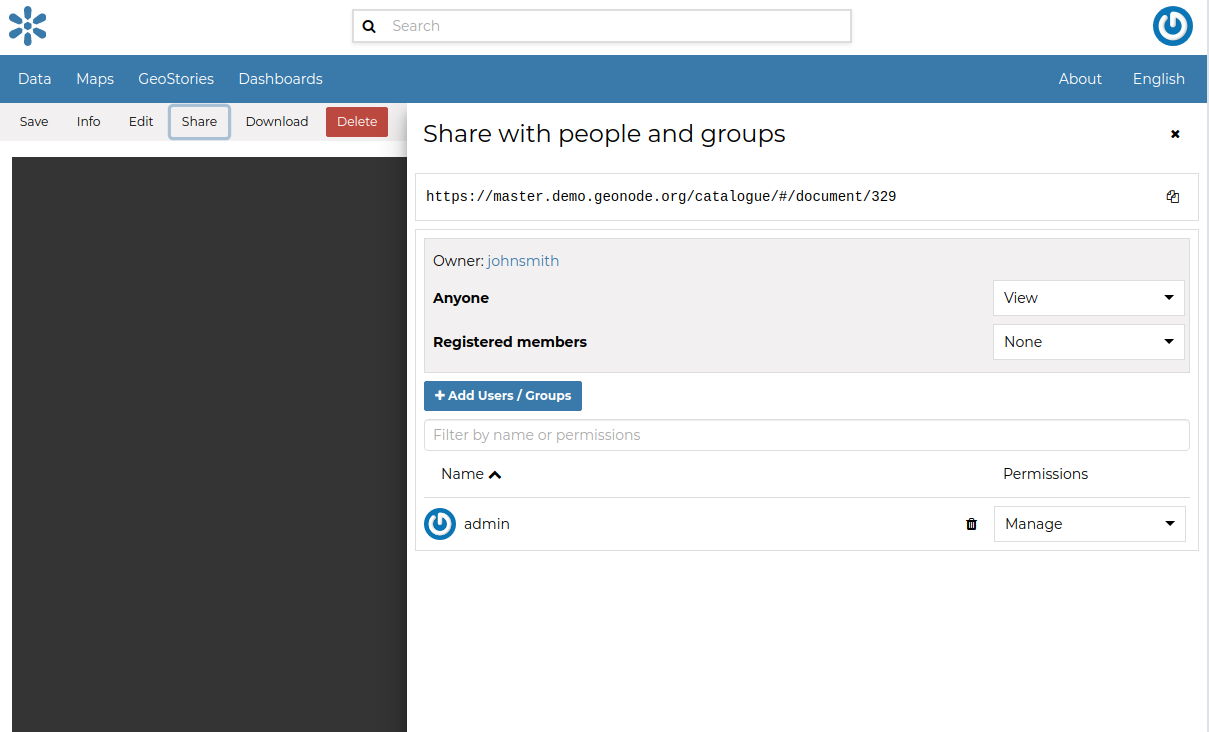 Search
Data Maps GeoStories Dashboards About English
Save Info Edit Share Download Delete
Share with people and groups
https://master.demo.geonode.org/catalogue/#/document/329
Owner: johnsmith
Anyone View
Registered members None
+ Add Users / Groups
Filter by name or permissions
Name Permissions
admin Manage